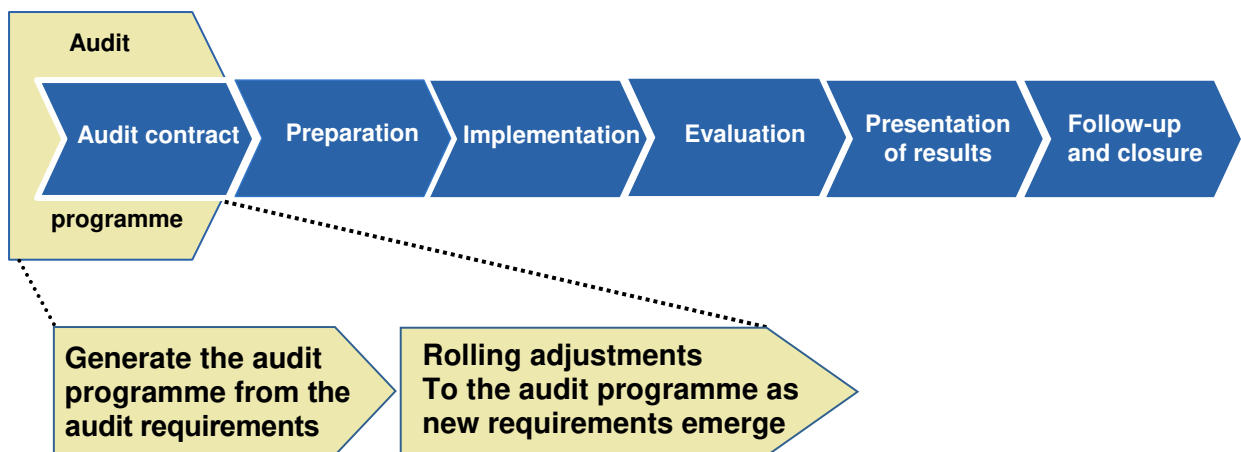 Audit
Audit contract
Preparation
Implementation
Evaluation
Presentation
of results
Follow-up
and closure
programme
Generate the audit
programme from the
audit requirements
Rolling adjustments
To the audit programme as
new requirements emerge